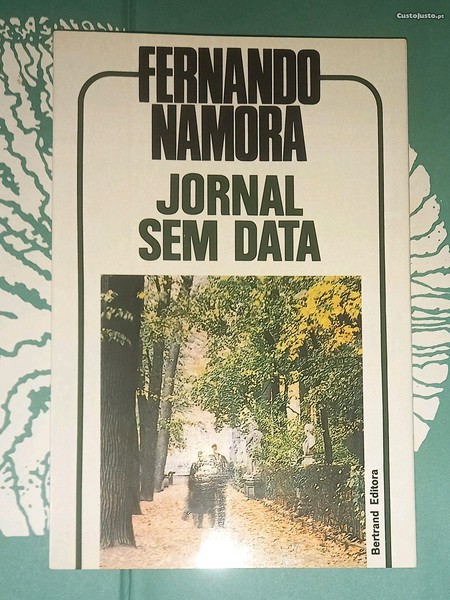 CustoJusto.pt
FERNANDO
NAMORA
JORNAL
SEM DATA
Bertrand Editora